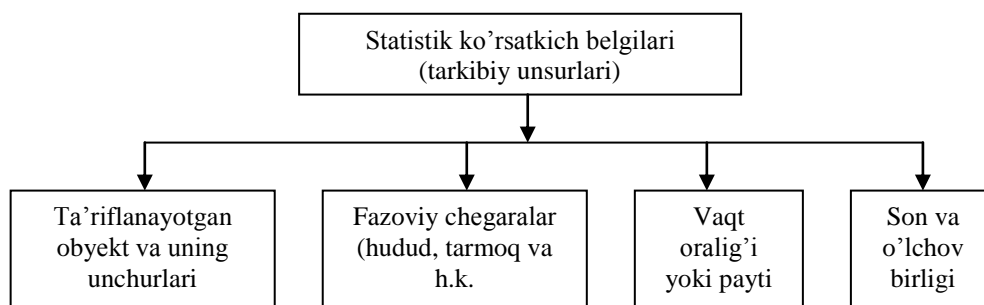 Statistik ko’rsatkich belgilari
(tarkibiy unsurlari)
Ta’riflanayotgan
obyekt va uning
unchurlari
Fazoviy chegaralar
(hudud, tarmoq va
h.k.
Vaqt
oralig’i
yoki payti
Son va
o’lchov
birligi